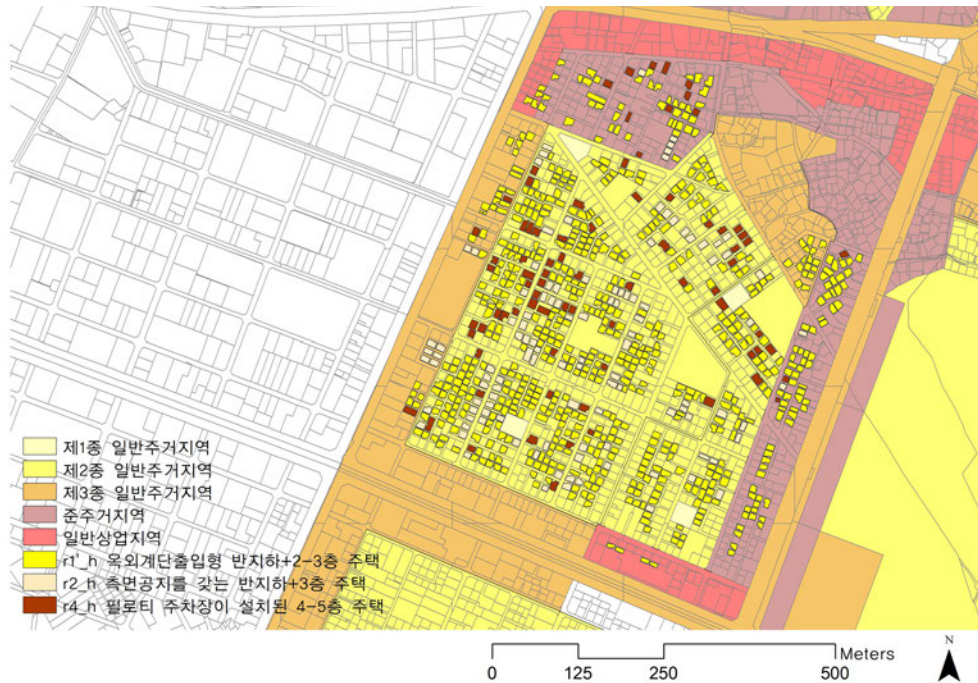 제1종 일반주거지역
제2종 일반주거지역
제3종 일반주거지역
준주거지역
일반상업지역
r1'_h 옥외계단출입형 반지하+2-3층 주택
r2_h 측면공지를 갖는 반지하+3층 주택
r4_h 필로티 주차장이 설치된 4-5층 주택
Meters
0 125 250 500
N